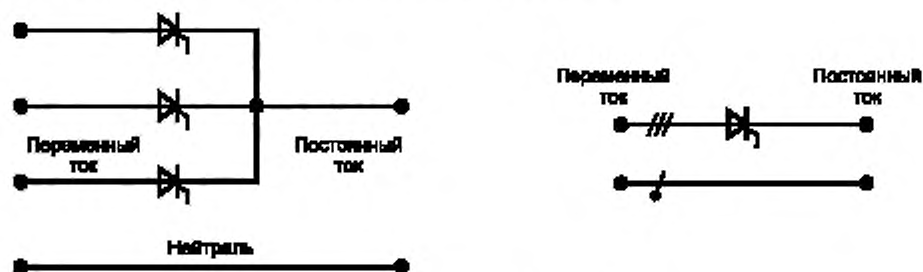 Переменный
ток
Постоянный
ток
Нейтраль
Переменный
ток
Постоянный
ток